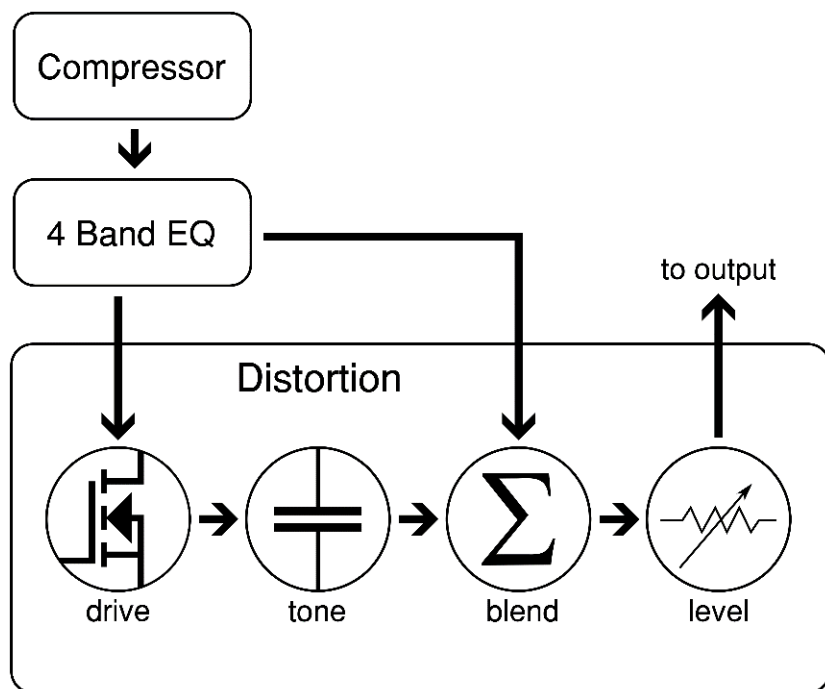 Compressor
4 Band EQ
to output
Distortion
Σ
drive
tone
blend
level